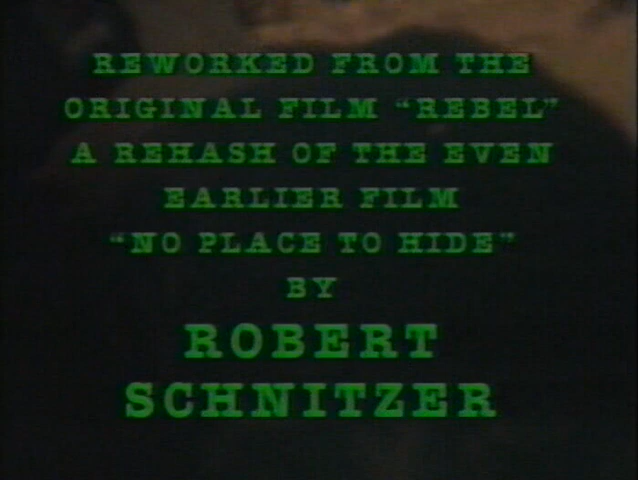 REWORKED FROM THE
ORIGINAL FILM "REBEL"
A REHASH OF THE EVEN
EARLIER FILM
"NO PLACE TO HIDE"
BY
ROBERT
SCHNITZER